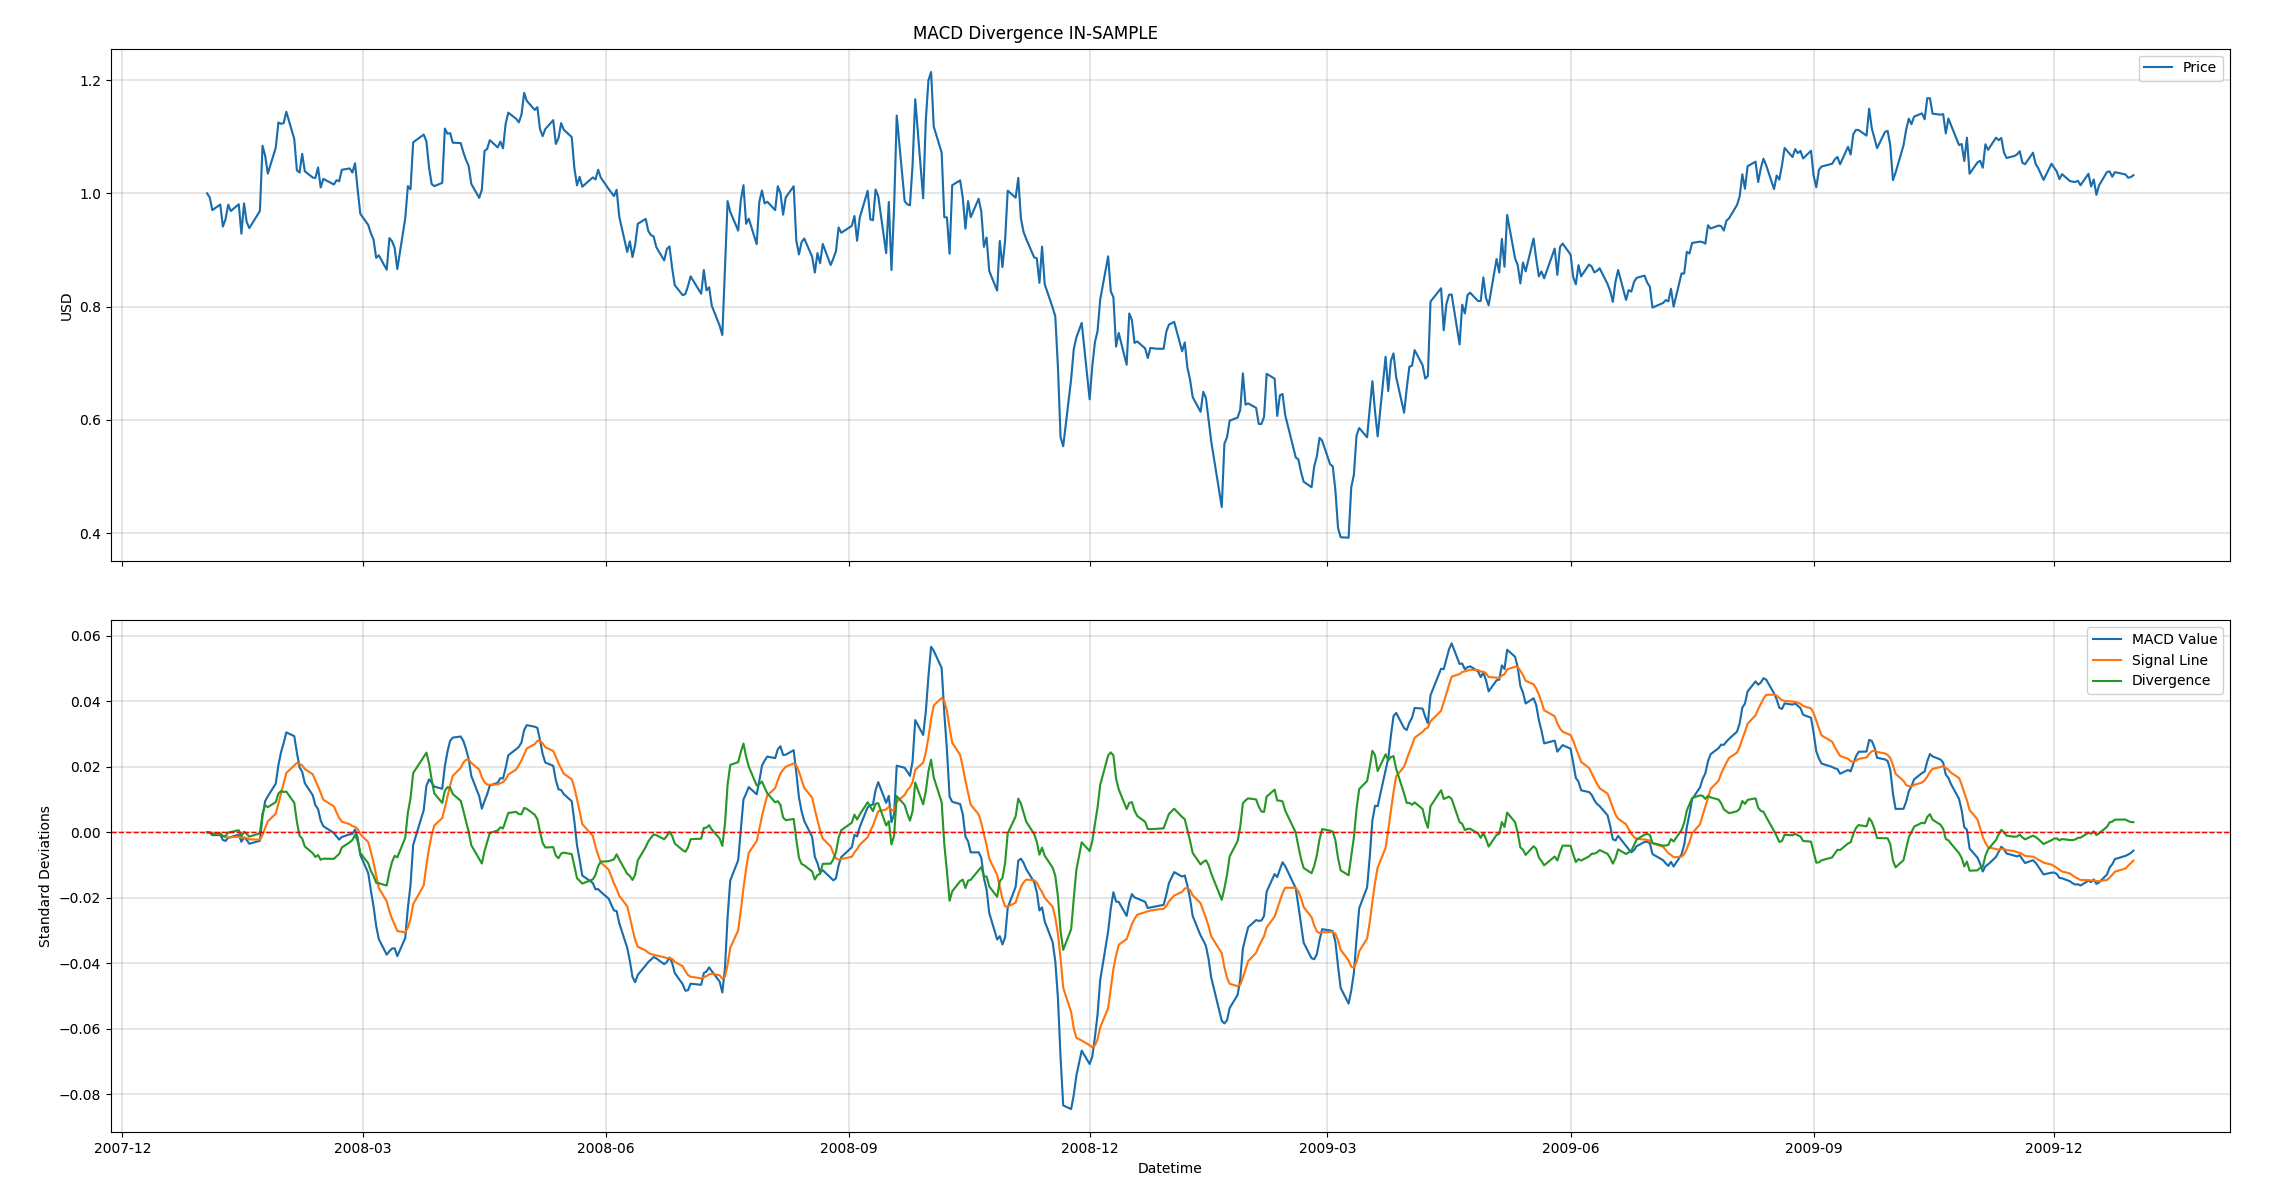 MACD Divergence IN-SAMPLE
Price
1.2
1.0
0.8
0.6
0.4
USD
MACD Value
Signal Line
Divergence
0.06
0.04
0.02
0.00
−0.02
−0.04
−0.06
−0.08
Standard Deviations
2007-12 2008-03 2008-06 2008-09 2008-12 2009-03 2009-06 2009-09 2009-12
Datetime